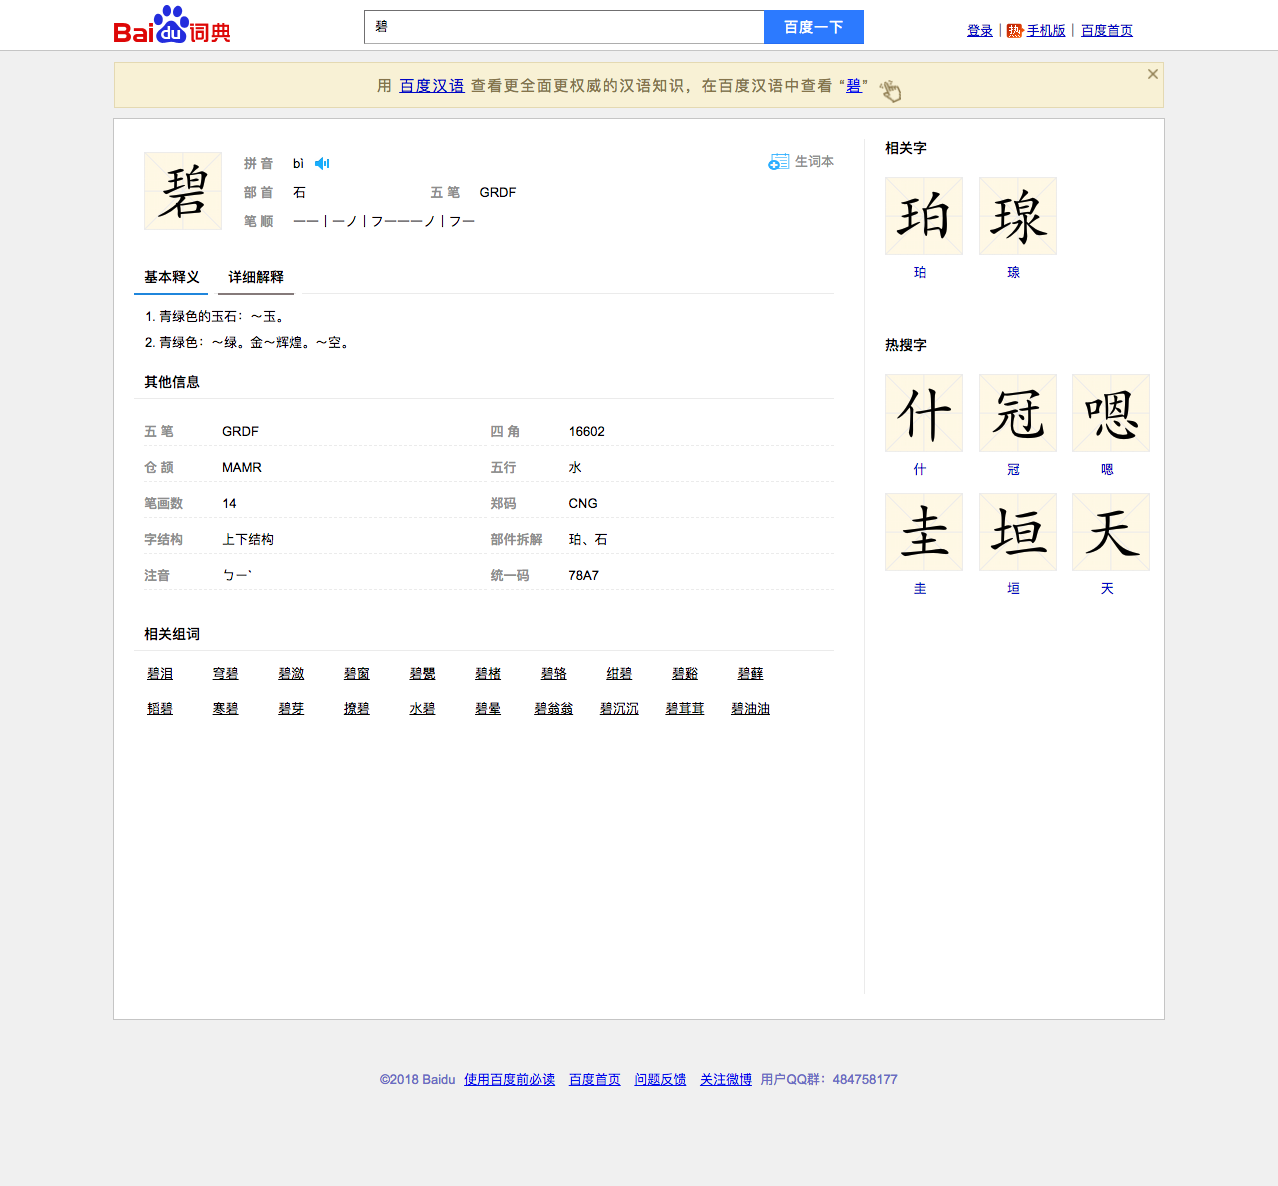 Bai du 词典
碧
百度一下
登录 | 热 手机版 | 百度首页
用 百度汉语 查看更全面更权威的汉语知识，在百度汉语中查看 “碧”
碧
拼 音 bì
生词本
部 首 石 五 笔 GRDF
笔 顺 一一丨一ノ丨フ一一一ノ丨フ一
基本释义 详细解释
1. 青绿色的玉石：～玉。
2. 青绿色：～绿。金～辉煌。～空。
其他信息
五 笔 GRDF 四 角 16602
仓 颉 MAMR 五行 水
笔画数 14 郑码 CNG
字结构 上下结构 部件拆解 珀、石
注音 ㄅㄧˋ 统一码 78A7
相关组词
碧泪 穹碧 碧潋 碧窗 碧甖 碧楮 碧辂 绀碧 碧谿 碧藓
韬碧 寒碧 碧芽 撩碧 水碧 碧晕 碧翁翁 碧沉沉 碧茸茸 碧油油
相关字
珀 瑔
珀 瑔
热搜字
什 冠 嗯
什 冠 嗯
圭 垣 天
圭 垣 天
©2018 Baidu 使用百度前必读 百度首页 问题反馈 关注微博 用户QQ群：484758177